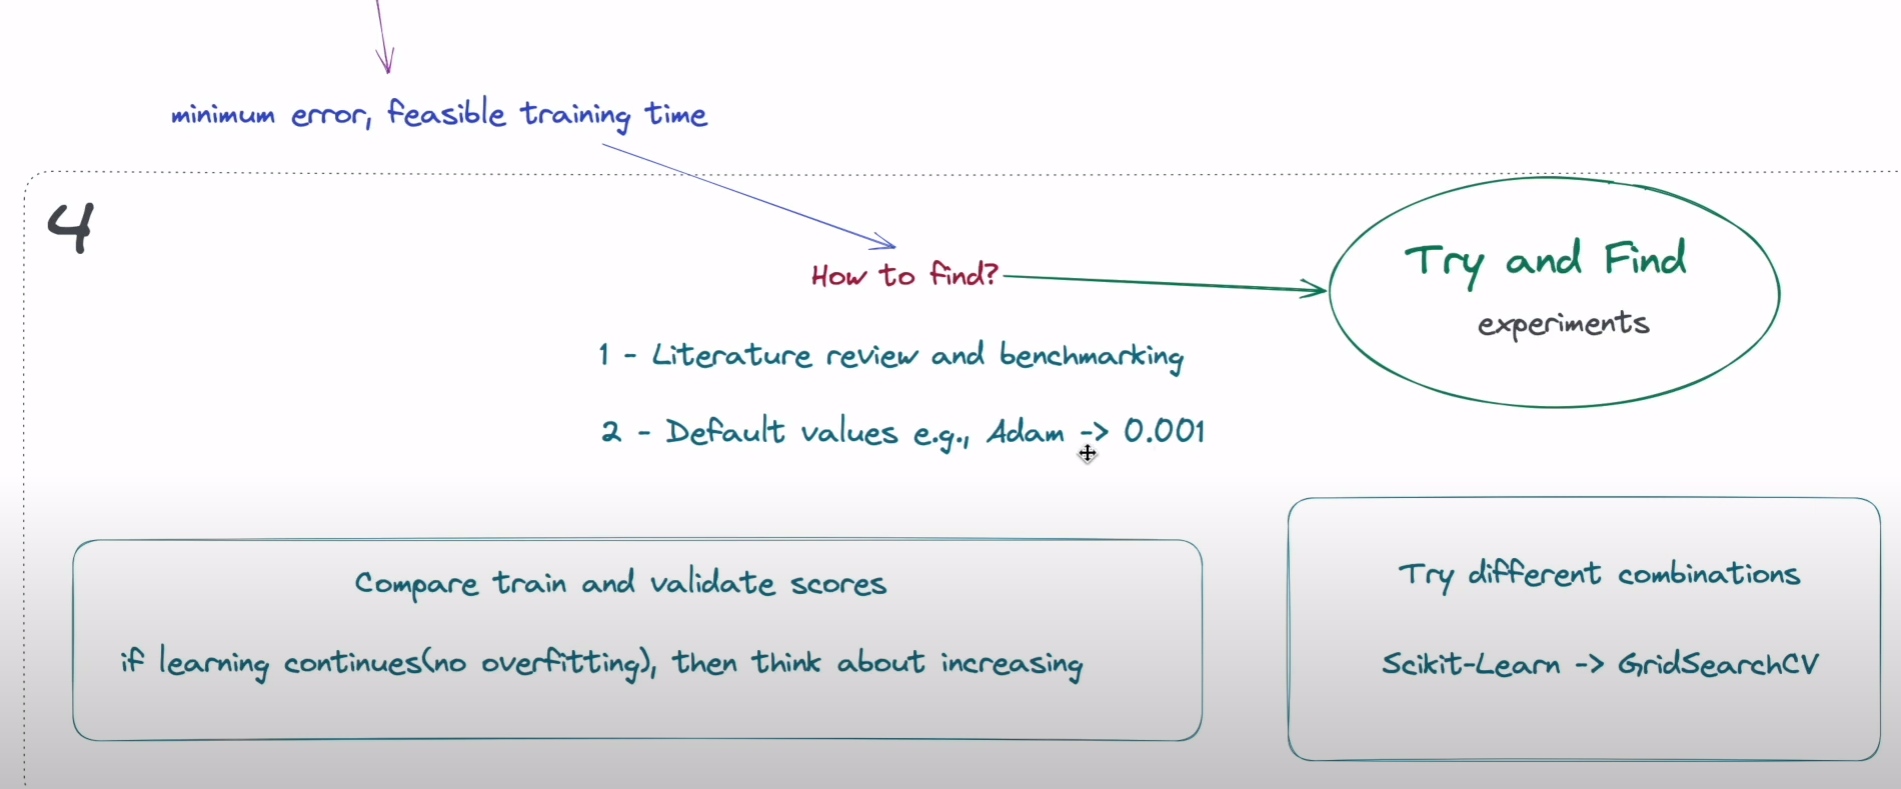 minimum error, feasible training time
4
How to find?
Try and Find
experiments
1 - Literature review and benchmarking
2 - Default values e.g., Adam -> 0.001
Compare train and validate scores
if learning continues(no overfitting), then think about increasing
Try different combinations
Scikit-Learn -> GridSearchCV